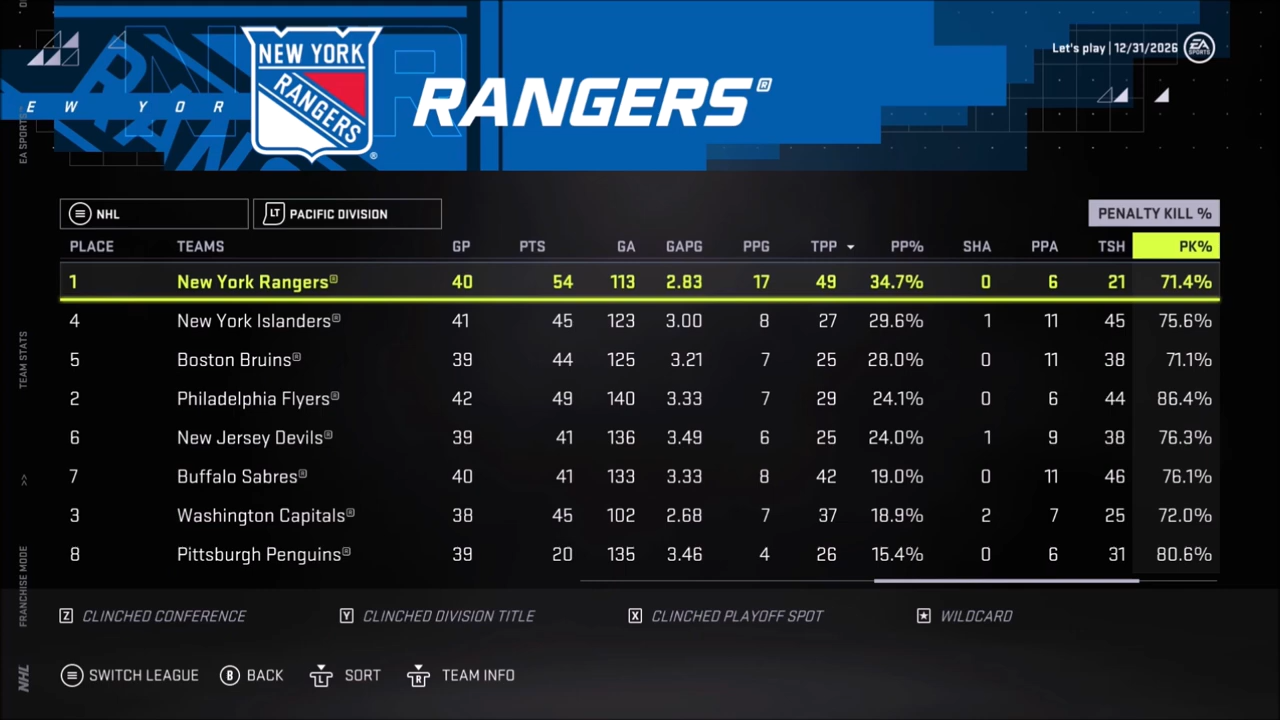 NEW YORK
RANGERS
RANGERS®
Let's play | 12/31/2026
EA SPORTS
E W Y O R
NHL
LT PACIFIC DIVISION
PENALTY KILL %
PLACE TEAMS GP PTS GA GAPG PPG TPP PP% SHA PPA TSH PK%
1 New York Rangers® 40 54 113 2.83 17 49 34.7% 0 6 21 71.4%
4 New York Islanders® 41 45 123 3.00 8 27 29.6% 1 11 45 75.6%
5 Boston Bruins® 39 44 125 3.21 7 25 28.0% 0 11 38 71.1%
2 Philadelphia Flyers® 42 49 140 3.33 7 29 24.1% 0 6 44 86.4%
6 New Jersey Devils® 39 41 136 3.49 6 25 24.0% 1 9 38 76.3%
7 Buffalo Sabres® 40 41 133 3.33 8 42 19.0% 0 11 46 76.1%
3 Washington Capitals® 38 45 102 2.68 7 37 18.9% 2 7 25 72.0%
8 Pittsburgh Penguins® 39 20 135 3.46 4 26 15.4% 0 6 31 80.6%
Z CLINCHED CONFERENCE Y CLINCHED DIVISION TITLE X CLINCHED PLAYOFF SPOT WILDCARD
SWITCH LEAGUE B BACK L SORT R TEAM INFO
NHL
FRANCHISE MODE
>>
TEAM STATS
EA SPORTS